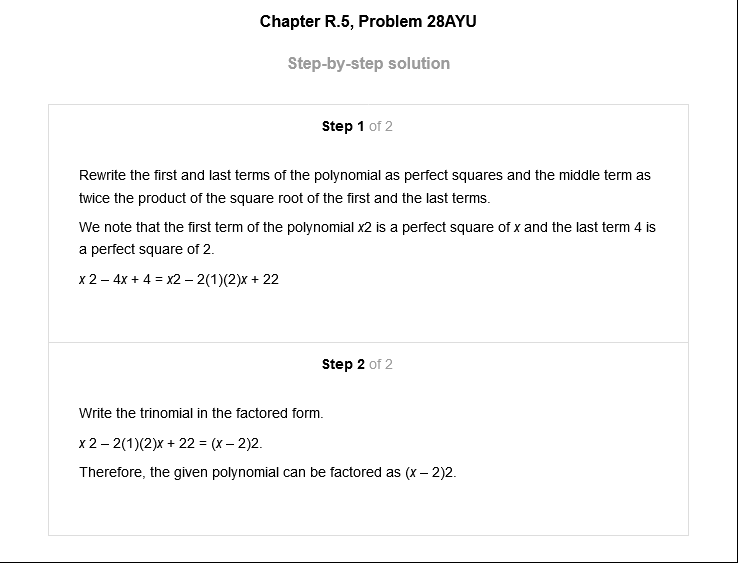 Chapter R.5, Problem 28AYU
Step-by-step solution
Step 1 of 2
Rewrite the first and last terms of the polynomial as perfect squares and the middle term as
twice the product of the square root of the first and the last terms.
We note that the first term of the polynomial x2 is a perfect square of x and the last term 4 is
a perfect square of 2.
x 2 – 4x + 4 = x2 – 2(1)(2)x + 22
Step 2 of 2
Write the trinomial in the factored form.
x 2 – 2(1)(2)x + 22 = (x – 2)2.
Therefore, the given polynomial can be factored as (x – 2)2.